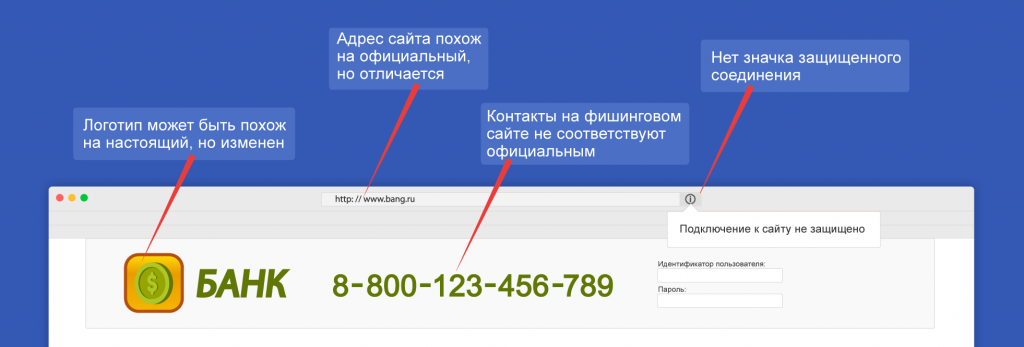 Адрес сайта похож
на официальный,
но отличается
Нет значка защищенного
соединения
Логотип может быть похож
на настоящий, но изменен
Контакты на фишинговом
сайте не соответствуют
официальным
http: // www.bang.ru
Подключение к сайту не защищено
$
БАНК
8-800-123-456-789
Идентификатор пользователя:
Пароль: